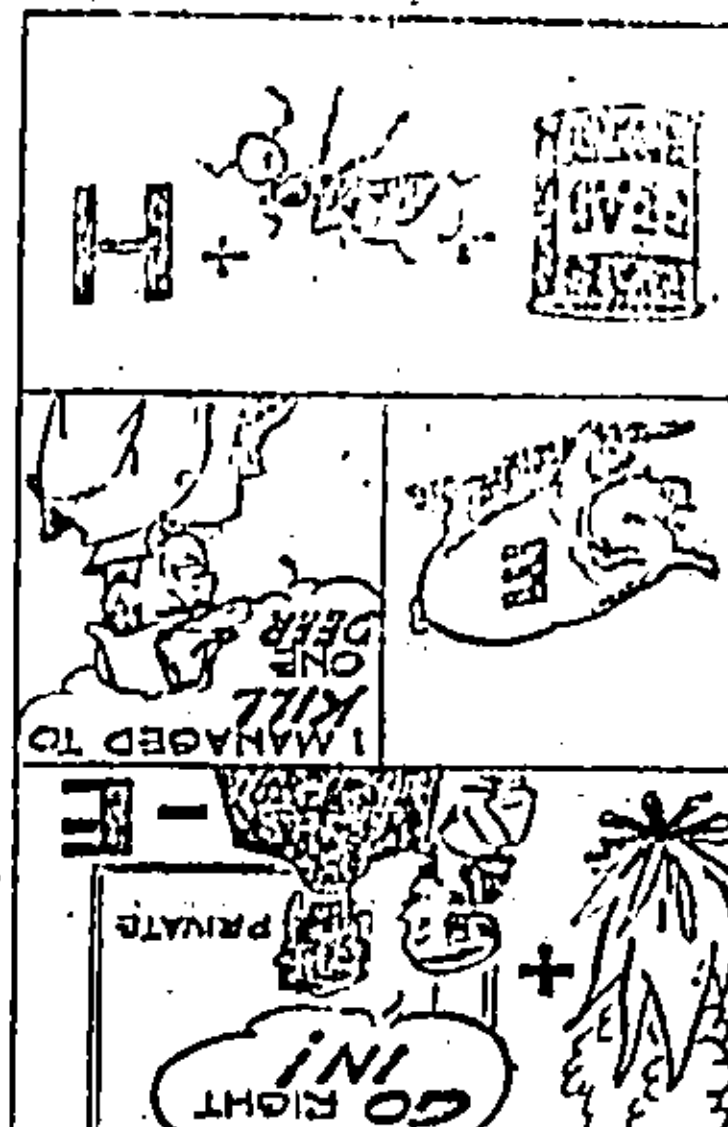 GO RIGHT
IN!
+
PRIVATE
- E
I MANAGED TO
KILL
ONE
DEER
+ H